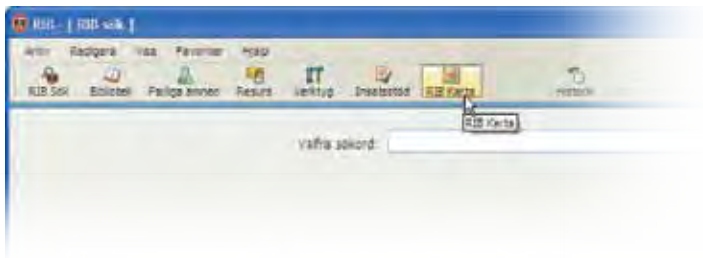 RIB - [ RIB sök ]
Arkiv Redigera Visa Favoriter Hjälp
RIB Sök Bibliotek Farliga ämnen Resurs Verktyg Insatsstöd RIB Karta Historik
RIB Karta
Valfria sökord: